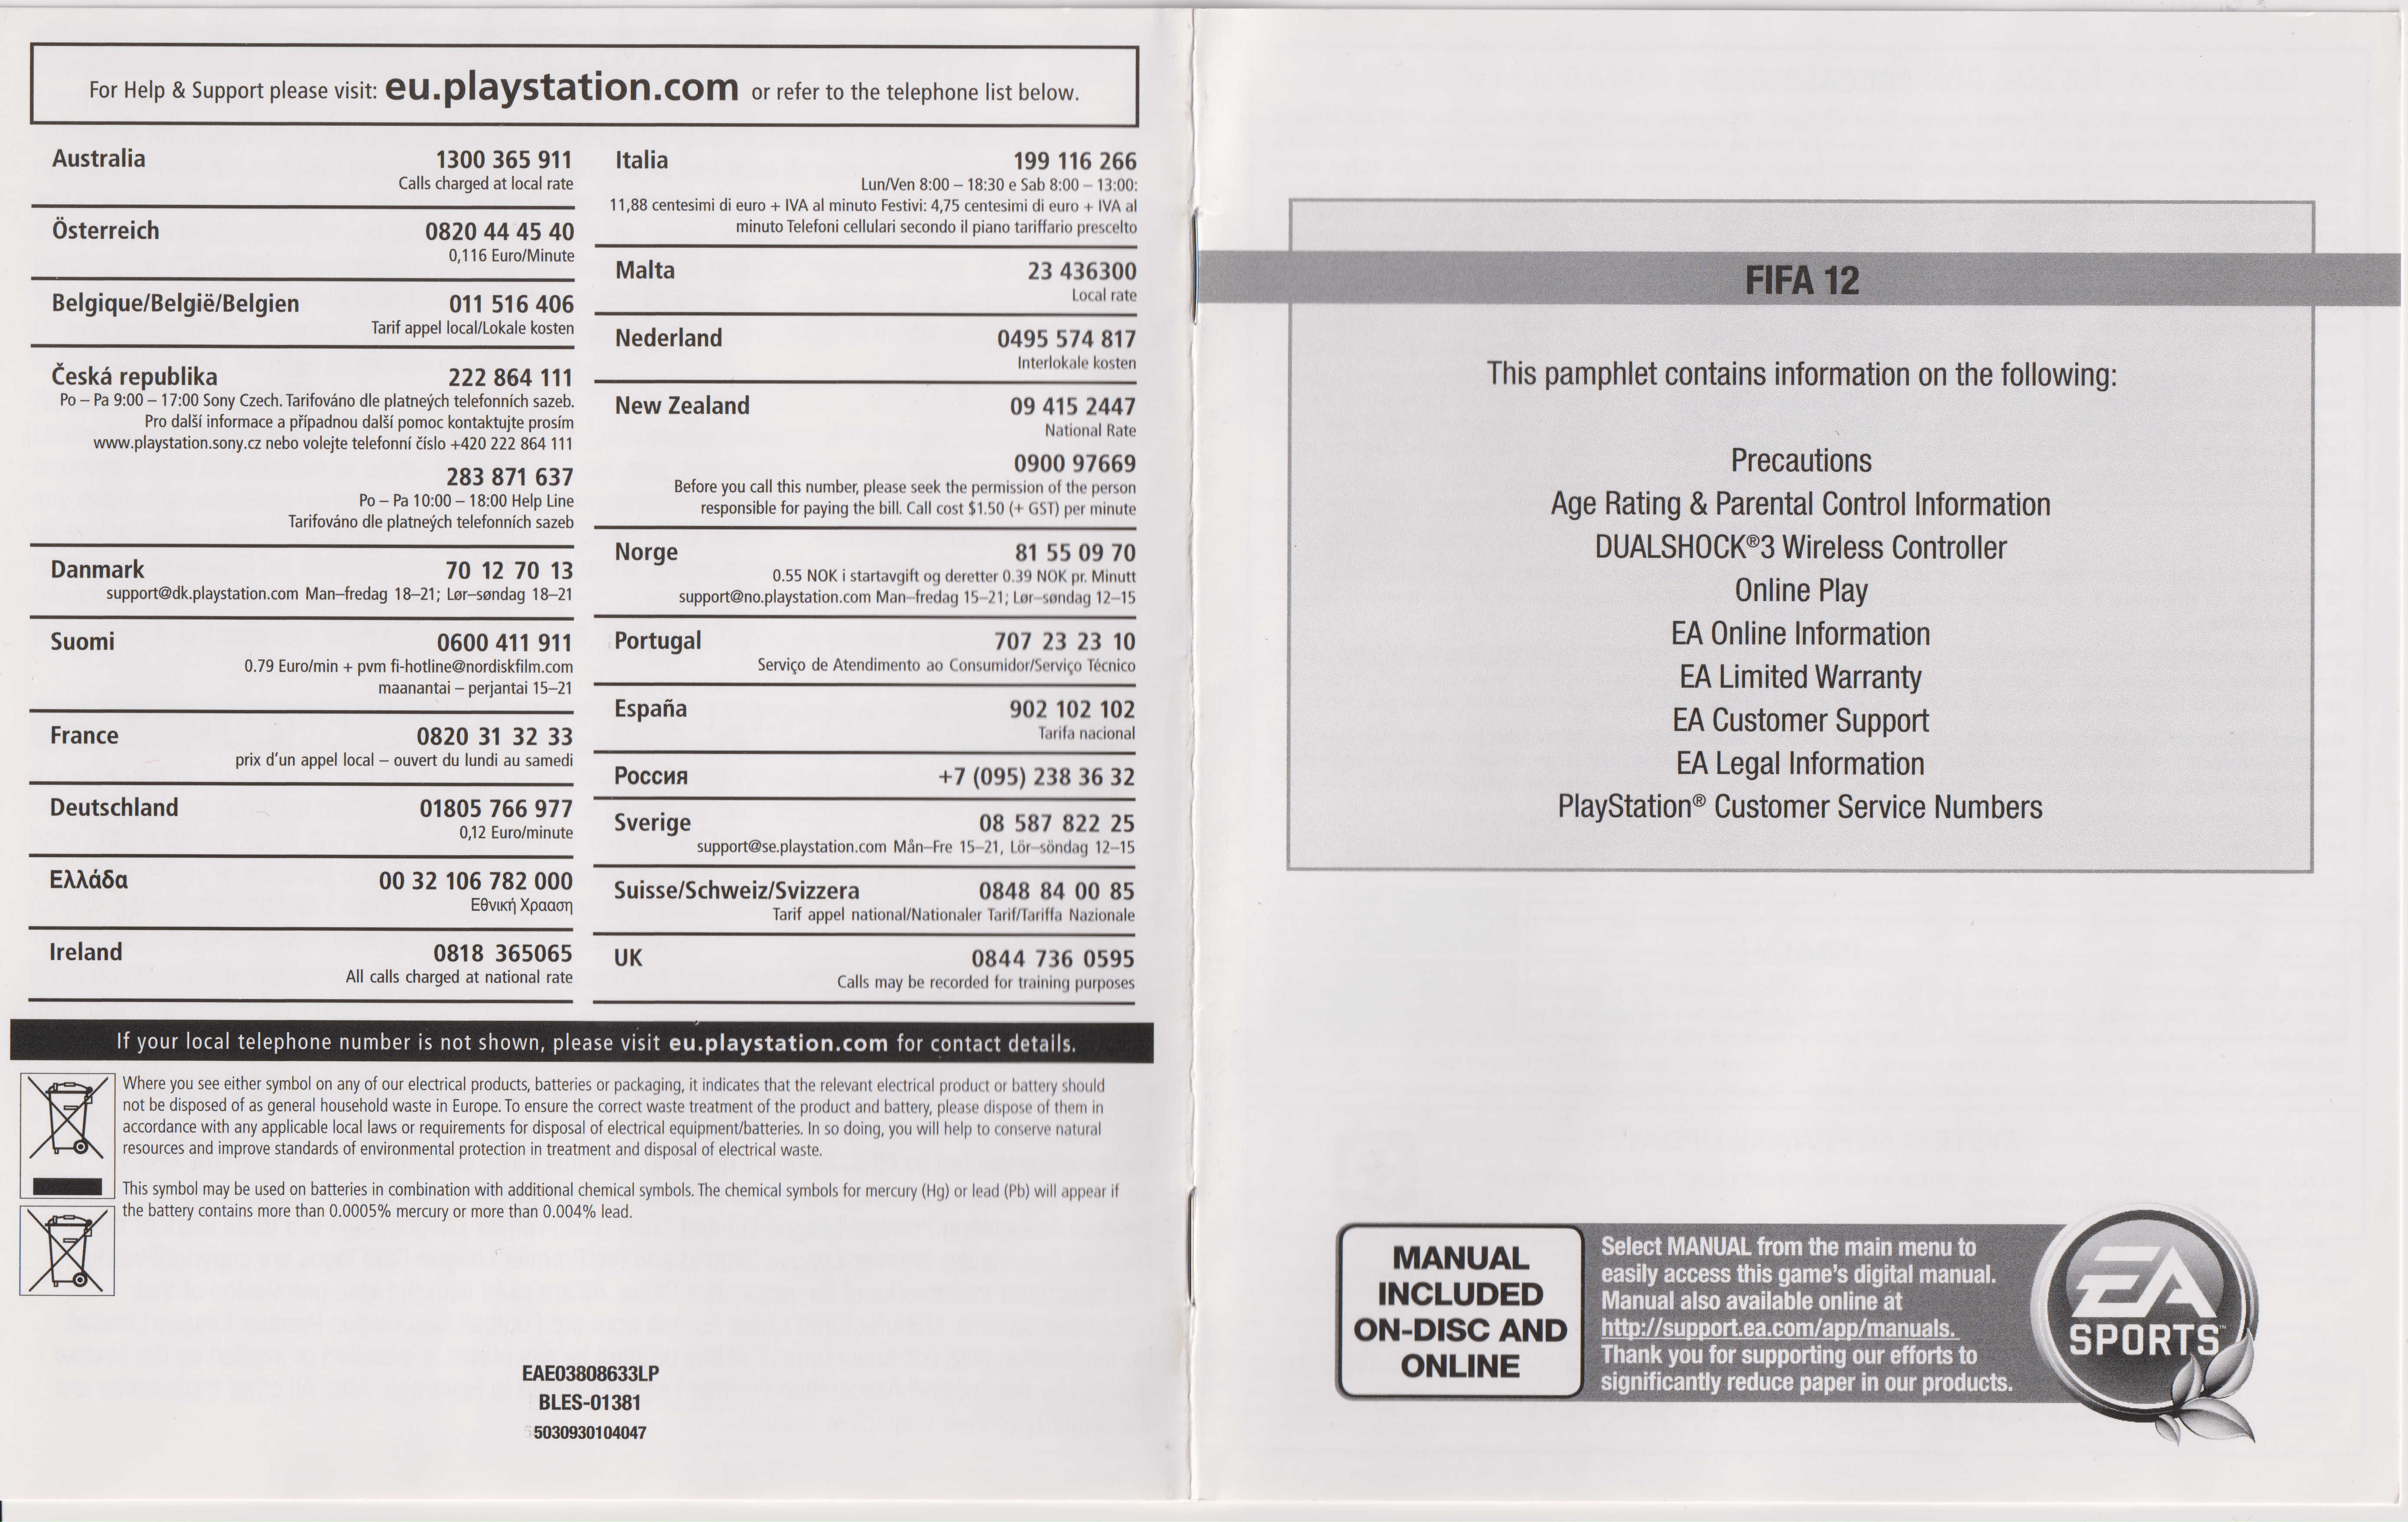 For Help & Support please visit: eu.playstation.com or refer to the telephone list below.
Australia 1300 365 911
Calls charged at local rate
Österreich 0820 44 45 40
0,116 Euro/Minute
Belgique/België/Belgien 011 516 406
Tarif appel local/Lokale kosten
Česká republika 222 864 111
Po – Pa 9:00 – 17:00 Sony Czech. Tarifováno dle platneých telefonních sazeb.
Pro další informace a případnou další pomoc kontaktujte prosím
www.playstation.sony.cz nebo volejte telefonní číslo +420 222 864 111
283 871 637
Po – Pa 10:00 – 18:00 Help Line
Tarifováno dle platneých telefonních sazeb
Danmark 70 12 70 13
support@dk.playstation.com Man–fredag 18–21; Lør–søndag 18–21
Suomi 0600 411 911
0.79 Euro/min + pvm fi-hotline@nordiskfilm.com
maanantai – perjantai 15–21
France 0820 31 32 33
prix d'un appel local – ouvert du lundi au samedi
Deutschland 01805 766 977
0,12 Euro/minute
Ελλάδα 00 32 106 782 000
Εθνική Χρααση
Ireland 0818 365065
All calls charged at national rate
Italia 199 116 266
Lun/Ven 8:00 – 18:30 e Sab 8:00 – 13:00:
11,88 centesimi di euro + IVA al minuto Festivi: 4,75 centesimi di euro + IVA al
minuto Telefoni cellulari secondo il piano tariffario prescelto
Malta 23 436300
Local rate
Nederland 0495 574 817
Interlokale kosten
New Zealand 09 415 2447
National Rate
0900 97669
Before you call this number, please seek the permission of the person
responsible for paying the bill. Call cost $1.50 (+ GST) per minute
Norge 81 55 09 70
0.55 NOK i startavgift og deretter 0.39 NOK pr. Minutt
support@no.playstation.com Man–fredag 15–21; Lør–søndag 12–15
Portugal 707 23 23 10
Serviço de Atendimento ao Consumidor/Serviço Técnico
España 902 102 102
Tarifa nacional
Россия +7 (095) 238 36 32
Sverige 08 587 822 25
support@se.playstation.com Mån–Fre 15–21, Lör–söndag 12–15
Suisse/Schweiz/Svizzera 0848 84 00 85
Tarif appel national/Nationaler Tarif/Tariffa Nazionale
UK 0844 736 0595
Calls may be recorded for training purposes
If your local telephone number is not shown, please visit eu.playstation.com for contact details.
Where you see either symbol on any of our electrical products, batteries or packaging, it indicates that the relevant electrical product or battery should
not be disposed of as general household waste in Europe. To ensure the correct waste treatment of the product and battery, please dispose of them in
accordance with any applicable local laws or requirements for disposal of electrical equipment/batteries. In so doing, you will help to conserve natural
resources and improve standards of environmental protection in treatment and disposal of electrical waste.
This symbol may be used on batteries in combination with additional chemical symbols. The chemical symbols for mercury (Hg) or lead (Pb) will appear if
the battery contains more than 0.0005% mercury or more than 0.004% lead.
EAE03808633LP
BLES-01381
5030930104047
FIFA 12
This pamphlet contains information on the following:
Precautions
Age Rating & Parental Control Information
DUALSHOCK®3 Wireless Controller
Online Play
EA Online Information
EA Limited Warranty
EA Customer Support
EA Legal Information
PlayStation® Customer Service Numbers
MANUAL
INCLUDED
ON-DISC AND
ONLINE
Select MANUAL from the main menu to
easily access this game's digital manual.
Manual also available online at
http://support.ea.com/app/manuals.
Thank you for supporting our efforts to
significantly reduce paper in our products.
EA
SPORTS™